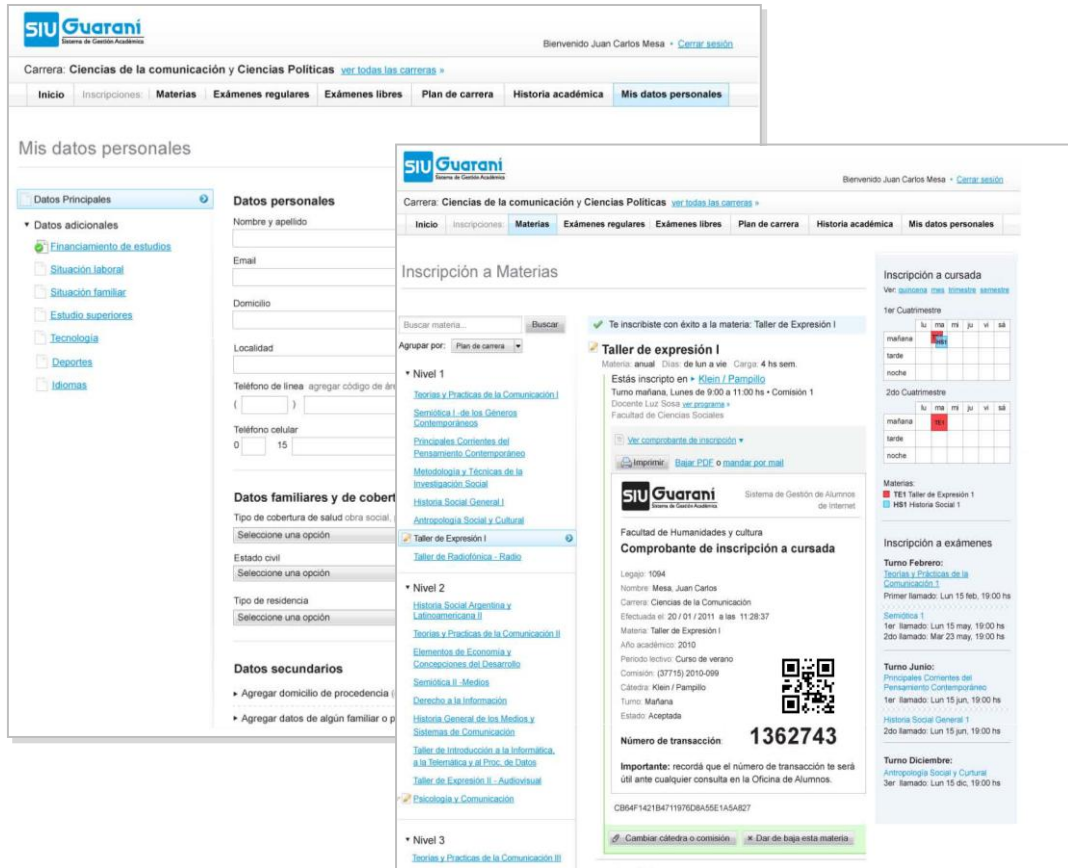 SIU Guaraní
Sistema de Gestión Académica
Bienvenido Juan Carlos Mesa • Cerrar sesión
Carrera: Ciencias de la comunicación y Ciencias Políticas ver todas las carreras »
Inicio Inscripciones: Materias Exámenes regulares Exámenes libres Plan de carrera Historia académica Mis datos personales
Mis datos personales
Datos Principales
Datos adicionales
Financiamiento de estudios
Situación laboral
Situación familiar
Estudio superiores
Tecnología
Deportes
Idiomas
Datos personales
Nombre y apellido
Email
Domicilio
Localidad
Teléfono de línea agregar código de ár
( )
Teléfono celular
0 15
Datos familiares y de cobert
Tipo de cobertura de salud obra social,
Seleccione una opción
Estado civil
Seleccione una opción
Tipo de residencia
Seleccione una opción
Datos secundarios
Agregar domicilio de procedencia (
Agregar datos de algún familiar o p
SIU Guaraní
Sistema de Gestión Académica
Bienvenido Juan Carlos Mesa • Cerrar sesión
Carrera: Ciencias de la comunicación y Ciencias Políticas ver todas las carreras »
Inicio Inscripciones: Materias Exámenes regulares Exámenes libres Plan de carrera Historia académica Mis datos personales
Inscripción a Materias
Buscar materia... Buscar
Agrupar por: Plan de carrera
Nivel 1
Teorias y Practicas de la Comunicación I
Semiótica I -de los Géneros
Contemporáneos
Principales Corrientes del
Pensamiento Contemporáneo
Metodología y Técnicas de la
Investigación Social
Historia Social General I
Antropología Social y Cultural
Taller de Expresión I
Taller de Radiofónica - Radio
Nivel 2
Historia Social Argentina y
Latinoamericana II
Teorias y Practicas de la Comunicación II
Elementos de Economía y
Concepciones del Desarrollo
Semiótica II -Medios
Derecho a la Información
Historia General de los Medios y
Sistemas de Comunicación
Taller de Introducción a la Informática,
a la Telemática y al Proc. de Datos
Taller de Expresión II - Audiovisual
Psicología y Comunicación
Nivel 3
Teorias y Practicas de la Comunicación III
Te inscribiste con éxito a la materia: Taller de Expresión I
Taller de expresión I
Materia: anual Días: de lun a vie Carga: 4 hs sem.
Estás inscripto en ▸ Klein / Pampillo
Turno mañana, Lunes de 9:00 a 11:00 hs • Comisión 1
Docente Luz Sosa ver programa »
Facultad de Ciencias Sociales
Ver comprobante de inscripción
Imprimir Bajar PDF o mandar por mail
SIU Guaraní
Sistema de Gestión Académica
Sistema de Gestión de Alumnos
de Internet
Facultad de Humanidades y cultura
Comprobante de inscripción a cursada
Legajo: 1094
Nombre: Mesa, Juan Carlos
Carrera: Ciencias de la Comunicación
Efectuada el: 20 / 01 / 2011 a las 11:28:37
Materia: Taller de Expresión I
Año académico: 2010
Periodo lectivo: Curso de verano
Comisión: (37715) 2010-099
Cátedra: Klein / Pampillo
Turno: Mañana
Estado: Aceptada
Número de transacción: 1362743
Importante: recordá que el número de transacción te será
útil ante cualquier consulta en la Oficina de Alumnos.
CB64F1421B4711976D8A55E1A5A827
Cambiar cátedra o comisión × Dar de baja esta materia
Inscripción a cursada
Ver: quincena mes trimestre semestre
1er Cuatrimestre
lu ma mi ju vi sá
mañana HS1
tarde
noche
2do Cuatrimestre
lu ma mi ju vi sá
mañana TE1
tarde
noche
Materias:
TE1 Taller de Expresión 1
HS1 Historia Social 1
Inscripción a exámenes
Turno Febrero:
Teorías y Prácticas de la
Comunicación 1
Primer llamado: Lun 15 feb, 19:00 hs
Semiótica 1
1er llamado: Lun 15 may, 19:00 hs
2do llamado: Mar 23 may, 19:00 hs
Turno Junio:
Principales Corrientes del
Pensamiento Contemporáneo
1er llamado: Lun 15 jun, 19:00 hs
Historia Social General 1
2do llamado: Lun 15 jun, 19:00 hs
Turno Diciembre:
Antropología Social y Curtural
3er llamado: Lun 15 dic, 19:00 hs